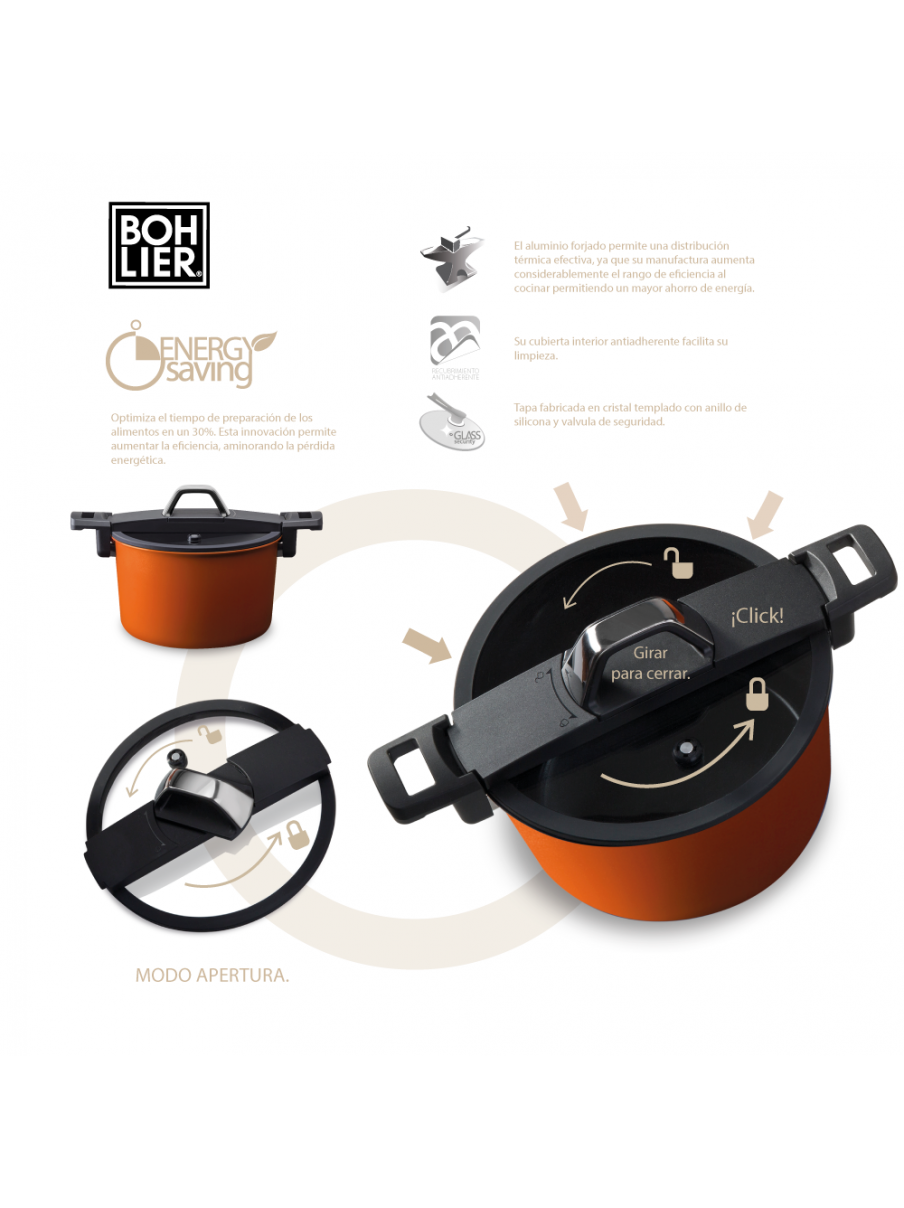 BOH
LIER®
ENERGY
saving
Optimiza el tiempo de preparación de los
alimentos en un 30%. Esta innovación permite
aumentar la eficiencia, aminorando la pérdida
energética.
El aluminio forjado permite una distribución
térmica efectiva, ya que su manufactura aumenta
considerablemente el rango de eficiencia al
cocinar permitiendo un mayor ahorro de energía.
RECUBRIMIENTO
ANTIADHERENTE
Su cubierta interior antiadherente facilita su
limpieza.
GLASS
security
Tapa fabricada en cristal templado con anillo de
silicona y valvula de seguridad.
¡Click!
Girar
para cerrar.
MODO APERTURA.